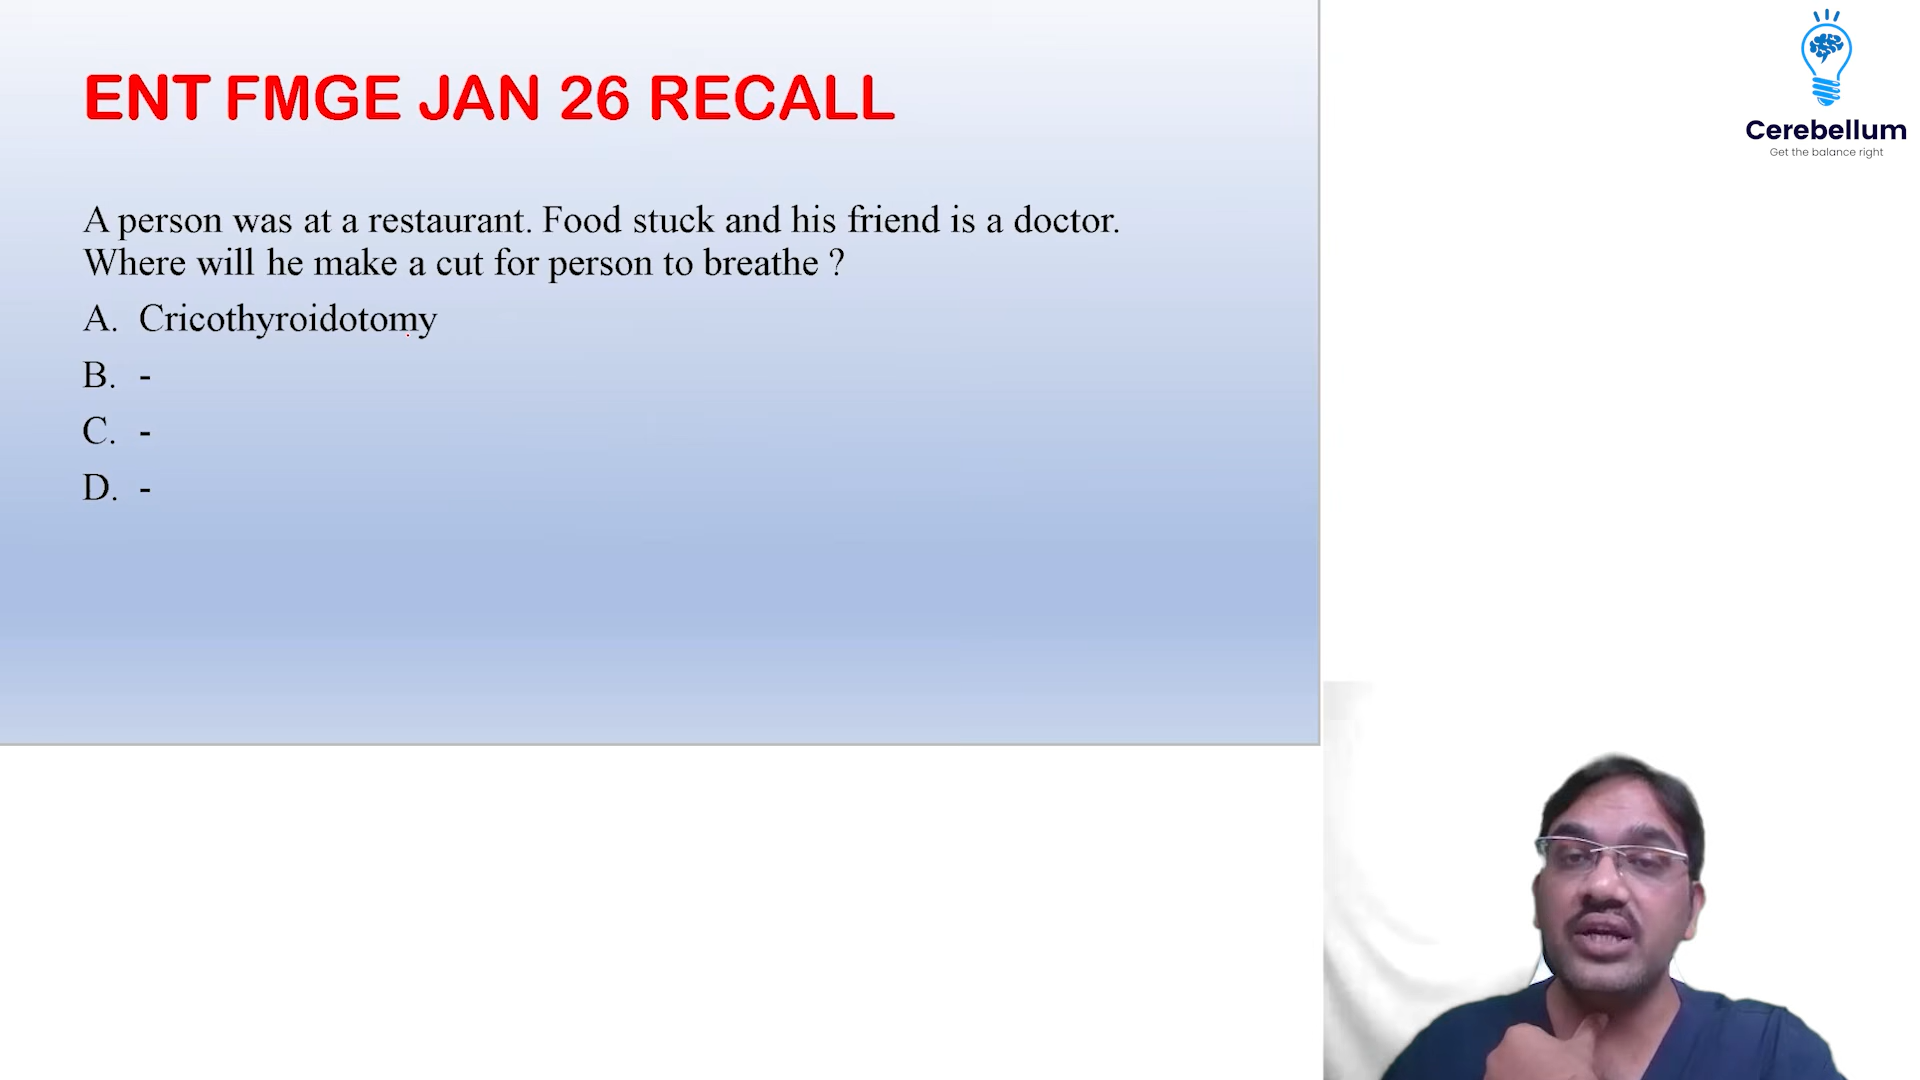 ENT FMGE JAN 26 RECALL
Cerebellum
Get the balance right
A person was at a restaurant. Food stuck and his friend is a doctor.
Where will he make a cut for person to breathe ?
A. Cricothyroidotomy
B. -
C. -
D. -